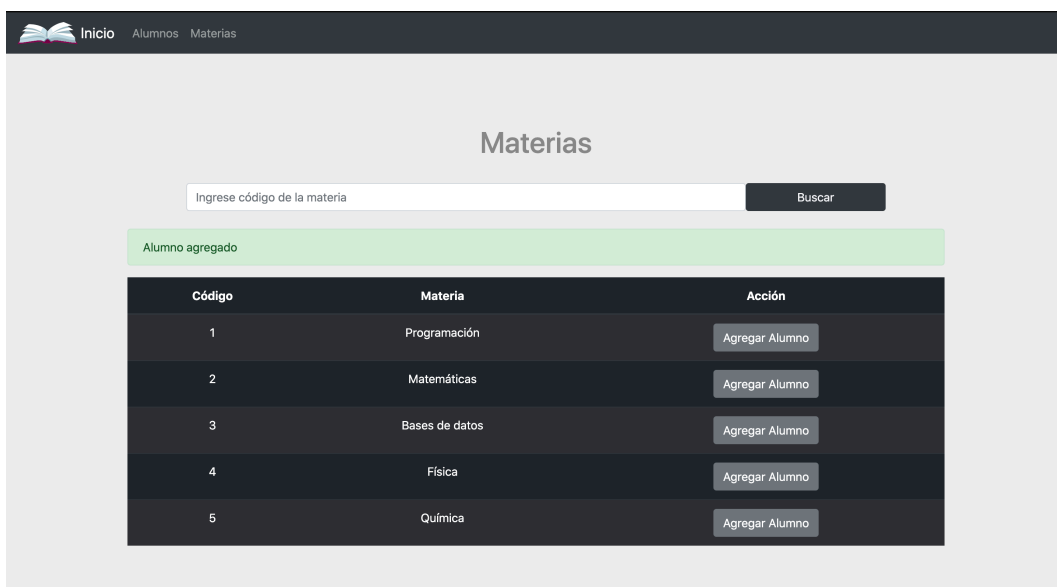 Inicio Alumnos Materias
Materias
Ingrese código de la materia Buscar
Alumno agregado
Código Materia Acción
1 Programación Agregar Alumno
2 Matemáticas Agregar Alumno
3 Bases de datos Agregar Alumno
4 Física Agregar Alumno
5 Química Agregar Alumno